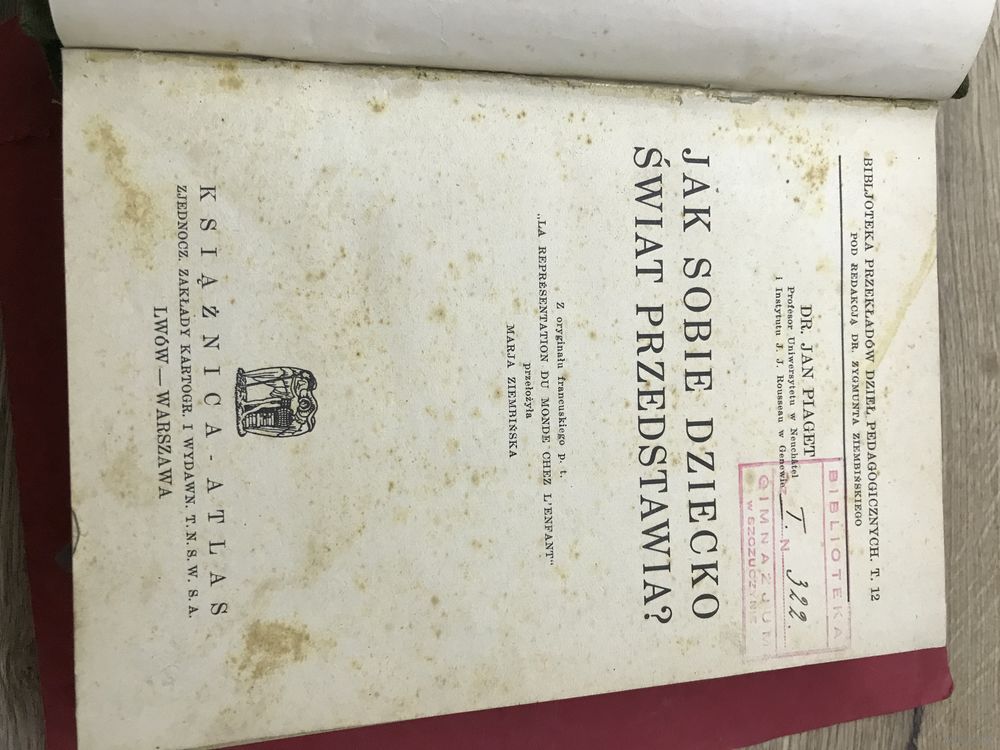 BIBLJOTEKA PRZEKŁADÓW DZIEŁ PEDAGOGICZNYCH. T. 12
POD REDAKCJĄ DR. ZYGMUNTA ZIEMBIŃSKIEGO
BIBLIOTEKA
T. N. 322.
GIMNAZJUM
w SZCZUCZYNIE
DR. JAN PIAGET
Profesor Uniwersytetu w Neuchâtel
i Instytutu J. J. Rousseau w Genewie
JAK SOBIE DZIECKO
ŚWIAT PRZEDSTAWIA?
Z oryginału francuskiego p. t.
„LA REPRÉSENTATION DU MONDE CHEZ L'ENFANT"
przełożyła
MARJA ZIEMBIŃSKA
KSIĄŻNICA-ATLAS
ZJEDNOCZ. ZAKŁADY KARTOGR. I WYDAWN. T. N. S. W. S. A.
LWÓW — WARSZAWA